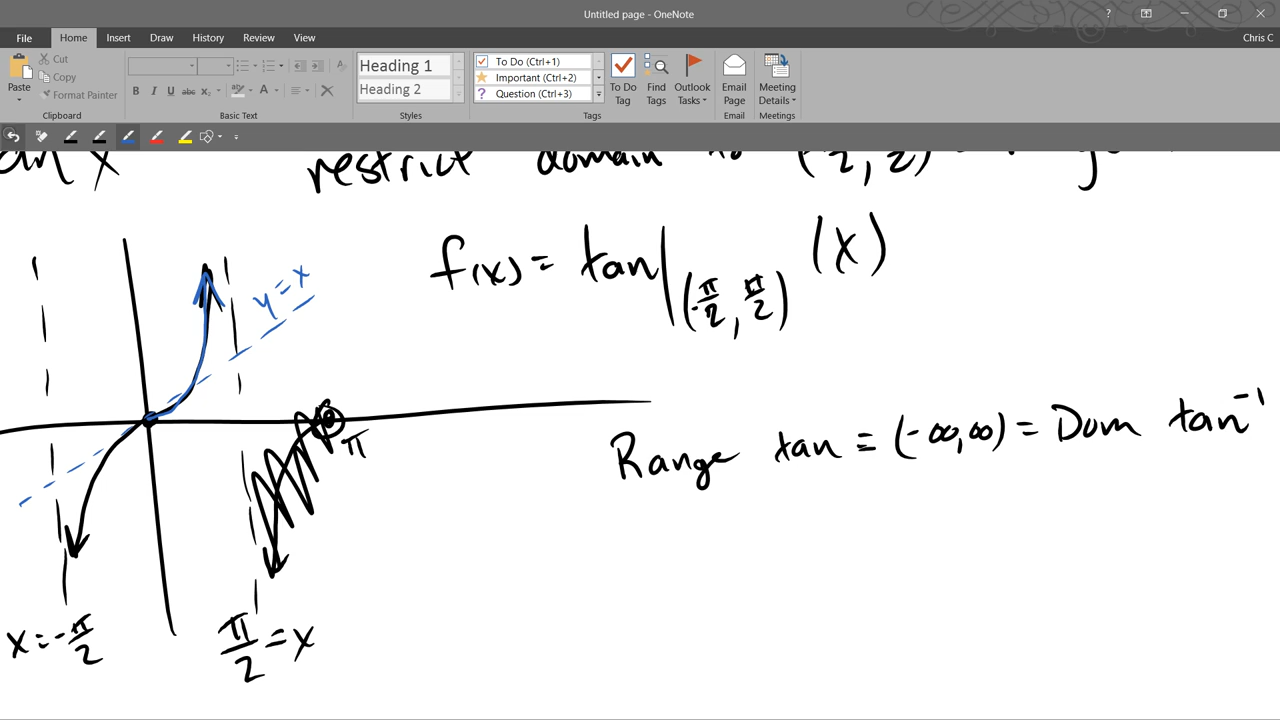 Untitled page - OneNote
File Home Insert Draw History Review View Chris C
Paste
Cut
Copy
Format Painter
Clipboard
B I U abc x₂ A
Basic Text
Heading 1
Heading 2
Styles
To Do (Ctrl+1)
Important (Ctrl+2)
Question (Ctrl+3)
To Do Tag
Find Tags
Outlook Tasks
Tags
Email Page
Email
Meeting Details
Meetings
x
restrict domain to
f(x) = tan|(-π/2, π/2) (x)
y = x
π
Range tan = (-∞,∞) = Dom tan⁻¹
x = -π/2
π/2 = x